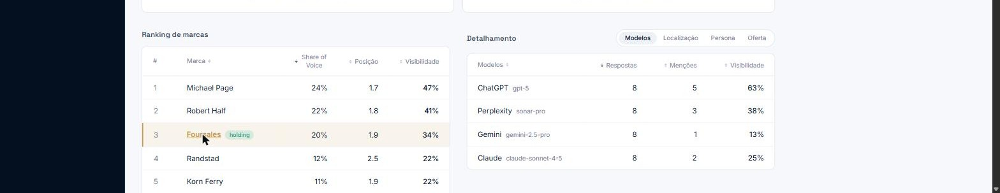 Ranking de marcas
# Marca Share of Voice Posição Visibilidade
1 Michael Page 24% 1.7 47%
2 Robert Half 22% 1.8 41%
3 Foursales holding 20% 1.9 34%
4 Randstad 12% 2.5 22%
5 Korn Ferry 11% 1.9 22%
Detalhamento Modelos Localização Persona Oferta
Modelos Respostas Menções Visibilidade
ChatGPT gpt-5 8 5 63%
Perplexity sonar-pro 8 3 38%
Gemini gemini-2.5-pro 8 1 13%
Claude claude-sonnet-4-5 8 2 25%